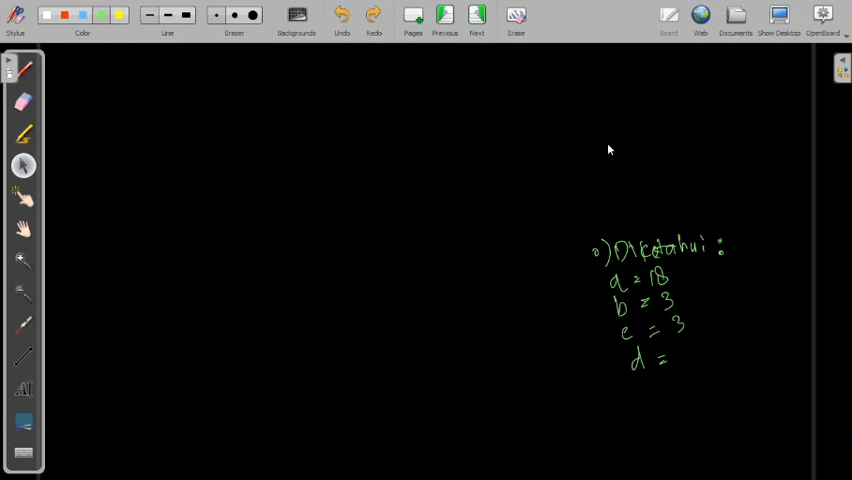 Stylus
Color
Line
Eraser
Backgrounds
Undo
Redo
Pages
Previous
Next
Erase
Board
Web
Documents
Show Desktop
OpenBoard
AI
o) Diketahui :
a = 18
b = 3
c = 3
d =